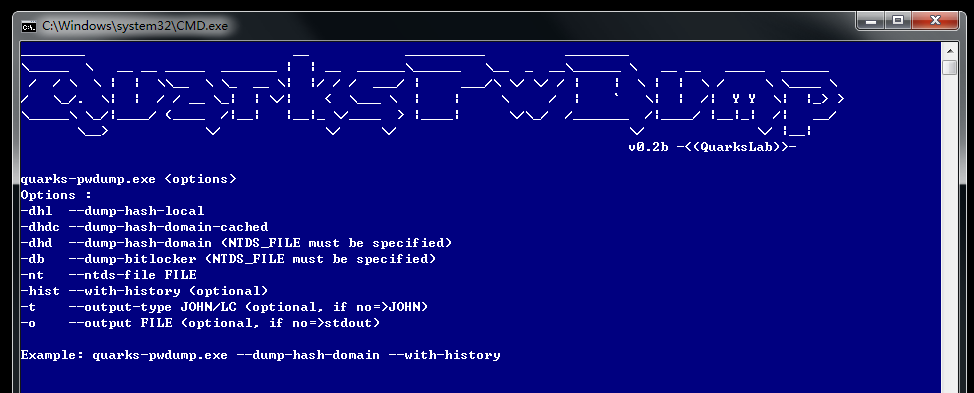 C:\Windows\system32\CMD.exe
QuarksPWDump
v0.2b -<(QuarksLab)>-
quarks-pwdump.exe <options>
Options :
-dhl --dump-hash-local
-dhdc --dump-hash-domain-cached
-dhd --dump-hash-domain (NTDS_FILE must be specified)
-db --dump-bitlocker (NTDS_FILE must be specified)
-nt --ntds-file FILE
-hist --with-history (optional)
-t --output-type JOHN/LC (optional, if no=>JOHN)
-o --output FILE (optional, if no=>stdout)
Example: quarks-pwdump.exe --dump-hash-domain --with-history